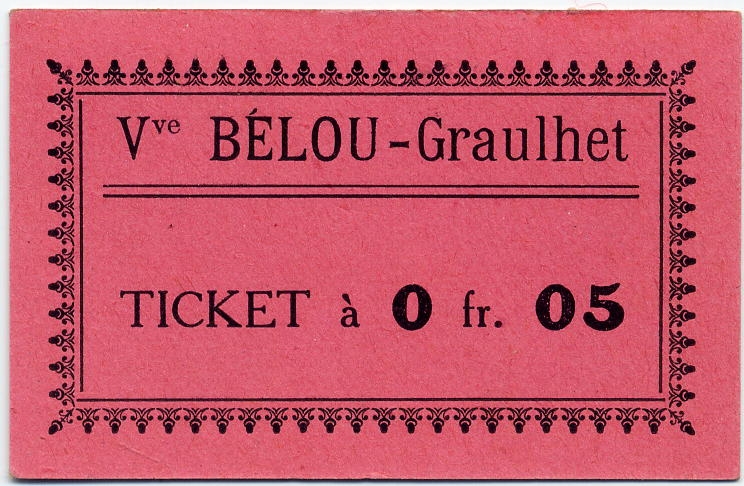 Vve BÉLOU-Graulhet
TICKET à 0 fr. 05